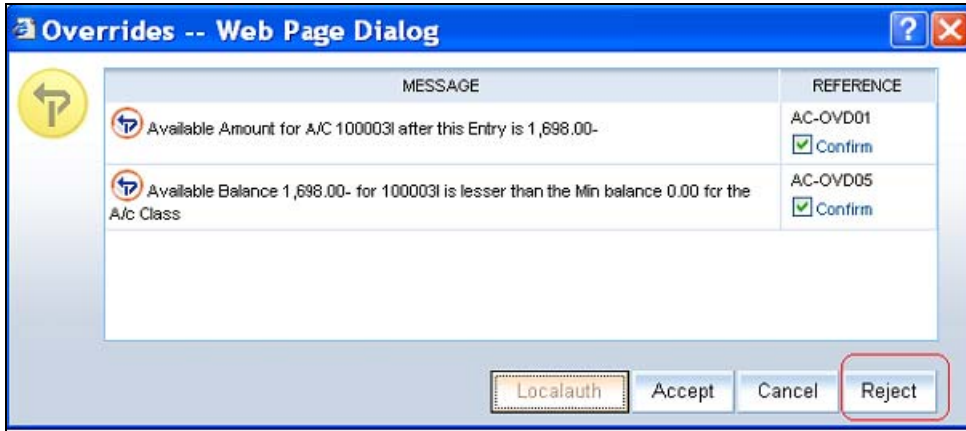 Overrides -- Web Page Dialog
?
X
MESSAGE
REFERENCE
Available Amount for A/C 100003I after this Entry is 1,698.00-
AC-OVD01
Confirm
Available Balance 1,698.00- for 100003I is lesser than the Min balance 0.00 for the
A/c Class
AC-OVD05
Confirm
Localauth
Accept
Cancel
Reject